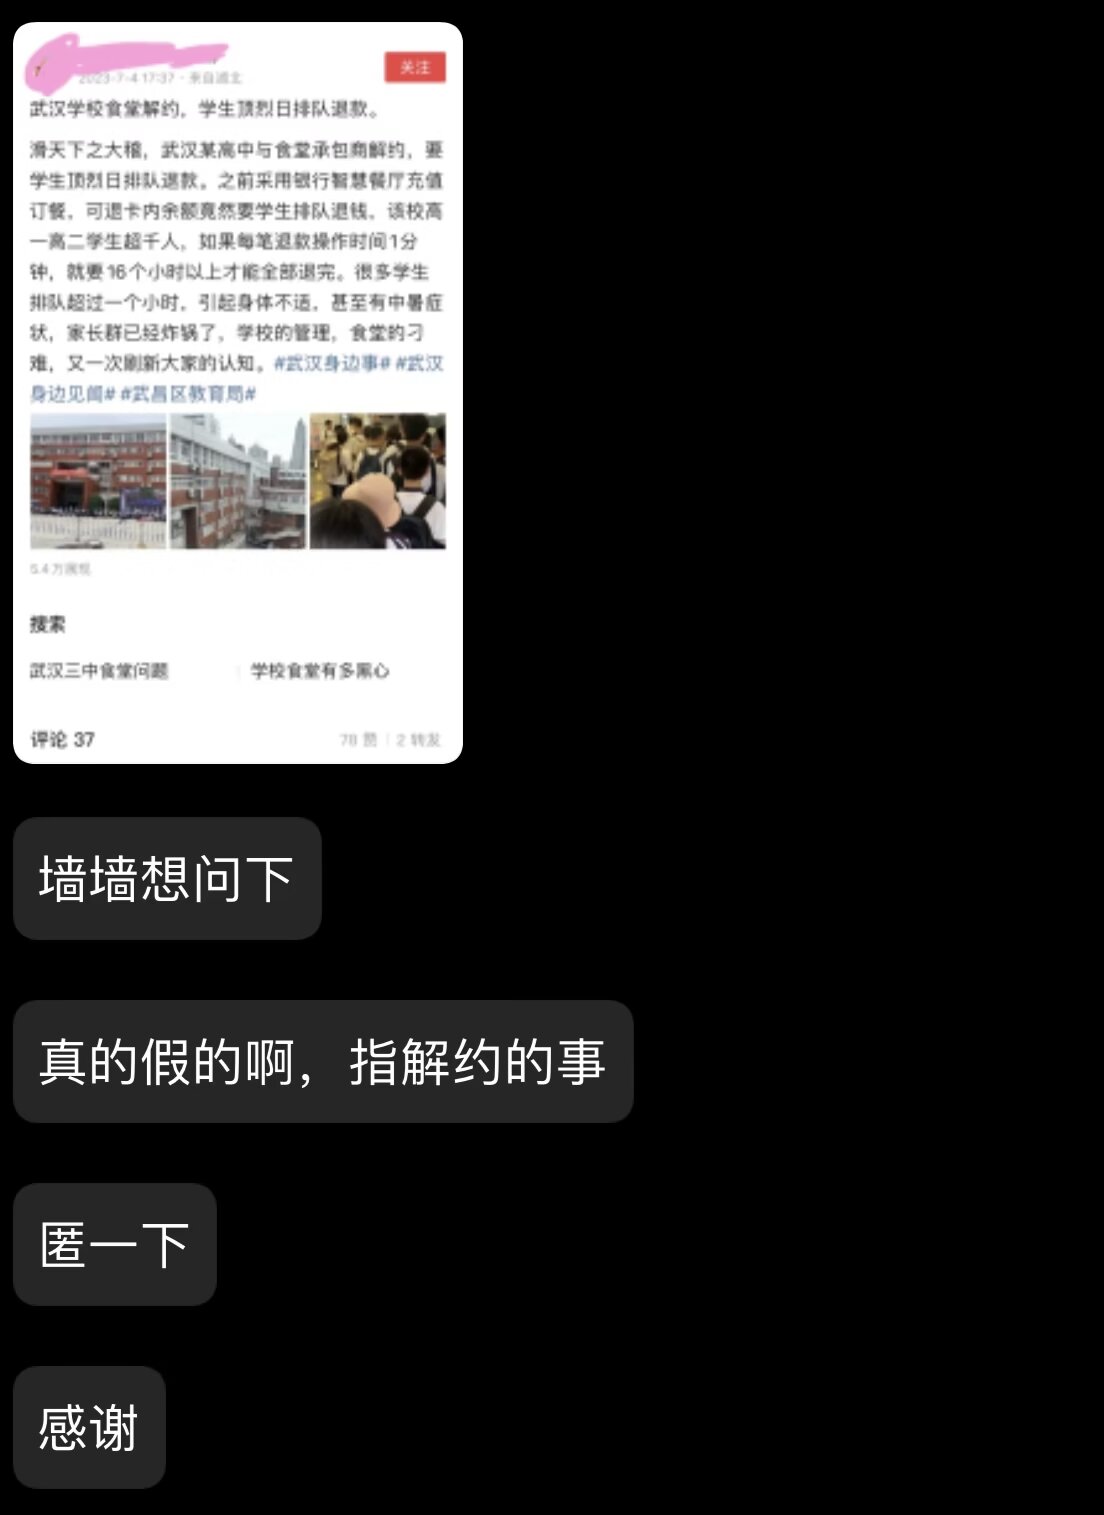 2023-7-4 17:37 · 来自湖北
关注
武汉学校食堂解约，学生顶烈日排队退款。
滑天下之大稽，武汉某高中与食堂承包商解约，要
学生顶烈日排队退款。之前采用银行智慧餐厅充值
订餐，可退卡内余额竟然要学生排队退钱，该校高
一高二学生超千人，如果每笔退款操作时间1分
钟，就要16个小时以上才能全部退完。很多学生
排队超过一个小时，引起身体不适，甚至有中暑症
状，家长群已经炸锅了，学校的管理，食堂的刁
难，又一次刷新大家的认知。#武汉身边事# #武汉
身边见闻# #武昌区教育局#
5.4万展现
搜索
武汉三中食堂问题
学校食堂有多黑心
评论 37
78 赞 | 2 转发
墙墙想问下
真的假的啊，指解约的事
匿一下
感谢